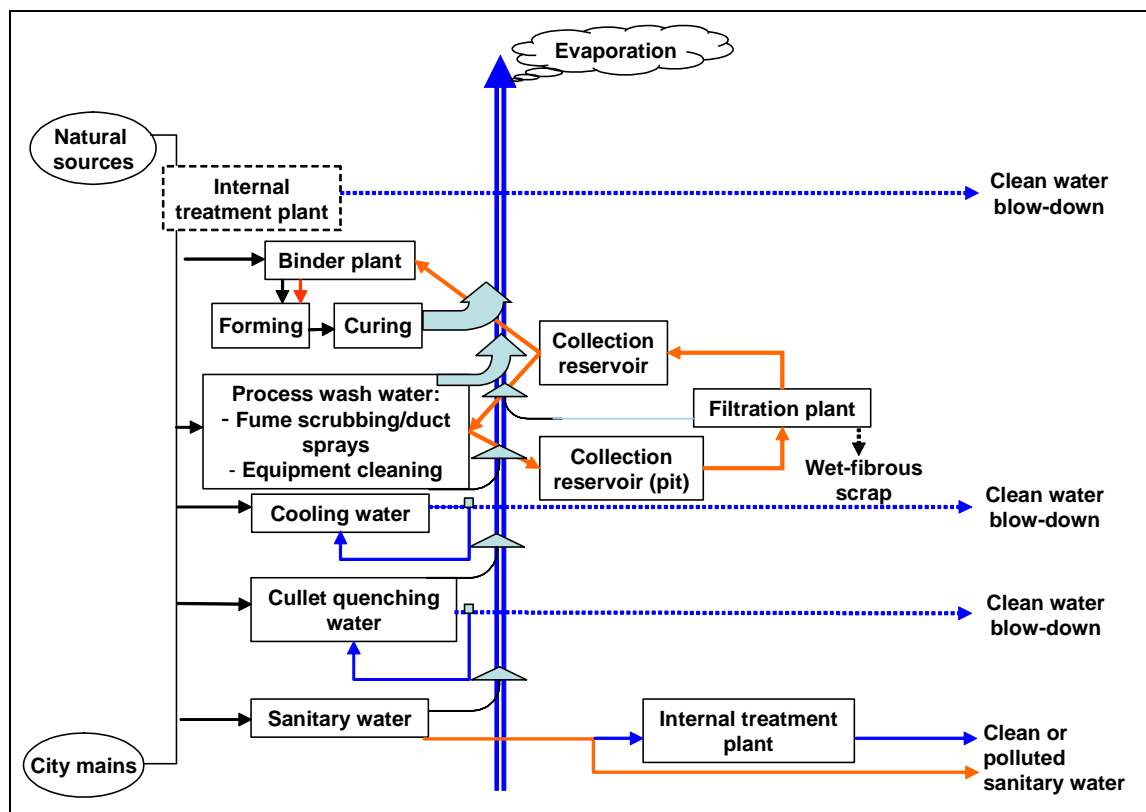 Evaporation
Natural
sources
Internal
treatment plant
Clean water
blow-down
Binder plant
Forming
Curing
Collection
reservoir
Process wash water:
- Fume scrubbing/duct
sprays
- Equipment cleaning
Filtration plant
Collection
reservoir (pit)
Wet-fibrous
scrap
Cooling water
Clean water
blow-down
Cullet quenching
water
Clean water
blow-down
Sanitary water
Internal treatment
plant
Clean or
polluted
sanitary water
City mains